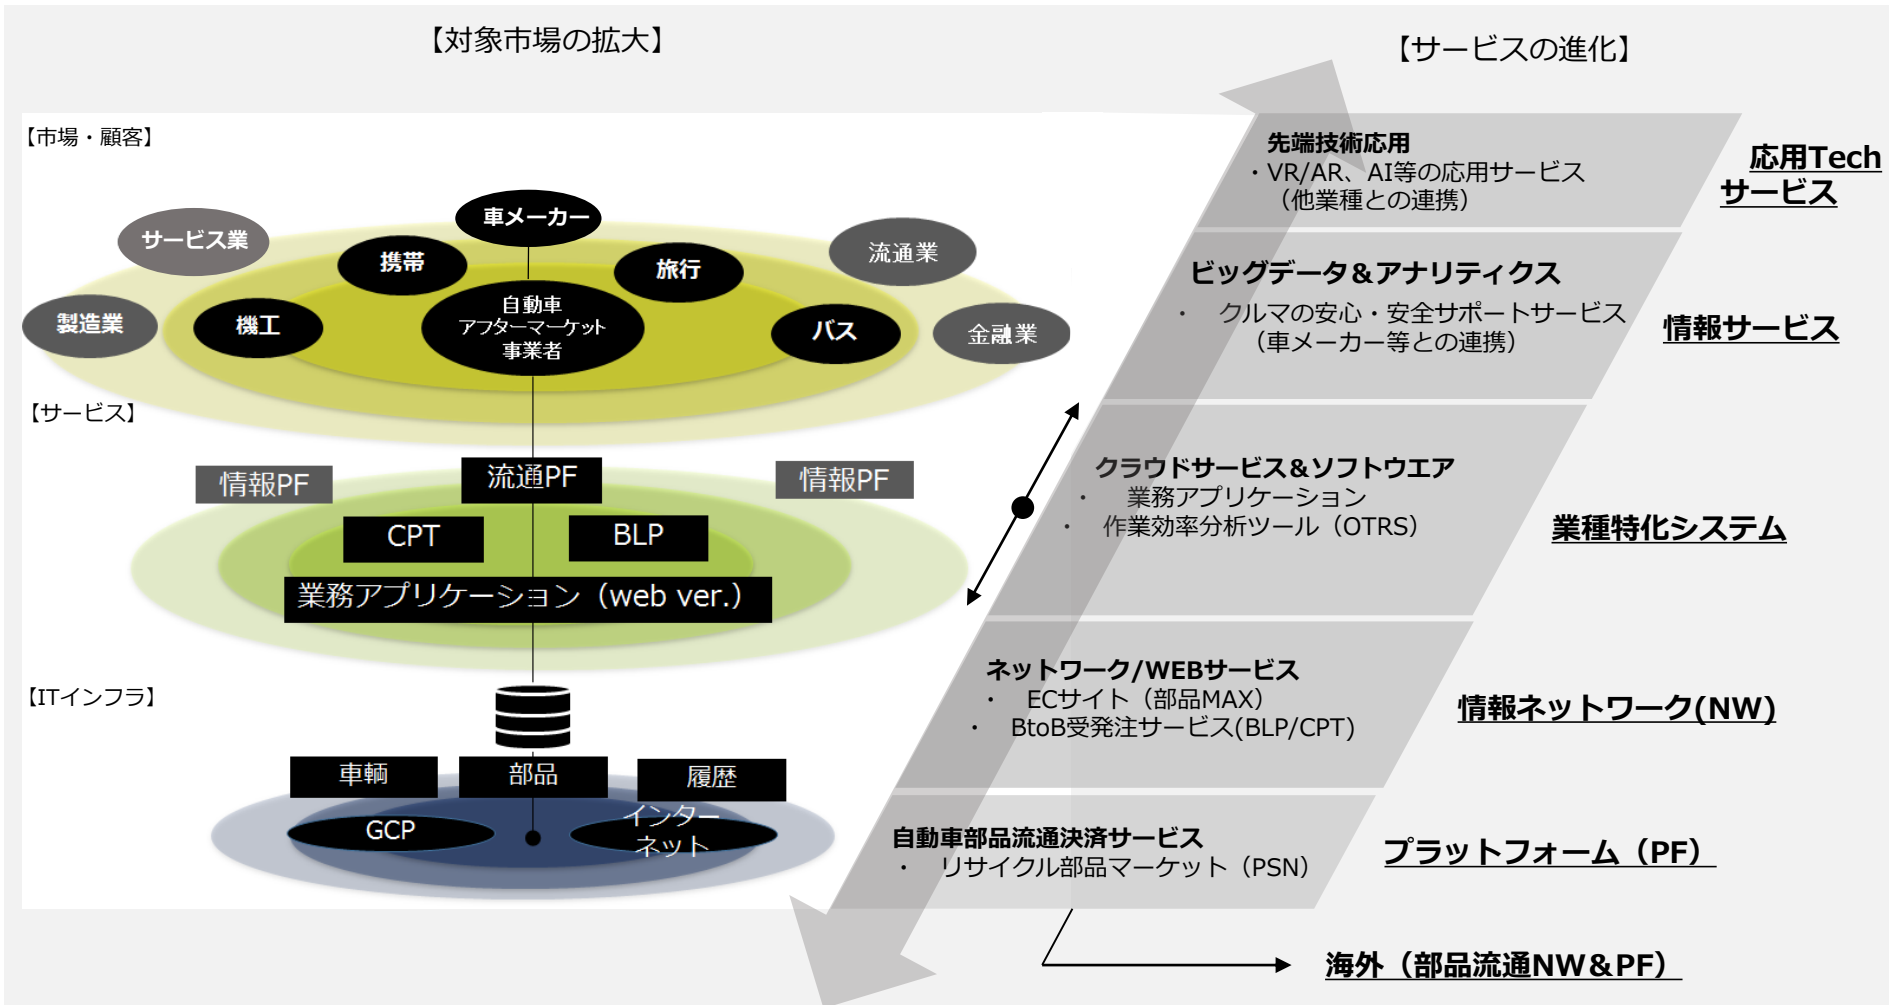 【対象市場の拡大】
【市場・顧客】
車メーカー
サービス業
携帯
旅行
流通業
製造業
機工
自動車
アフターマーケット
事業者
バス
金融業
【サービス】
情報PF
流通PF
情報PF
CPT
BLP
業務アプリケーション（web ver.）
【ITインフラ】
車輌
部品
履歴
GCP
インター
ネット
【サービスの進化】
先端技術応用
・VR/AR、AI等の応用サービス
（他業種との連携）
応用Tech
サービス
ビッグデータ＆アナリティクス
・ クルマの安心・安全サポートサービス
（車メーカー等との連携）
情報サービス
クラウドサービス＆ソフトウエア
・ 業務アプリケーション
・ 作業効率分析ツール（OTRS）
業種特化システム
ネットワーク/WEBサービス
・ ECサイト（部品MAX）
・ BtoB受発注サービス(BLP/CPT)
情報ネットワーク(NW)
自動車部品流通決済サービス
・ リサイクル部品マーケット（PSN）
プラットフォーム（PF）
海外（部品流通NW＆PF）